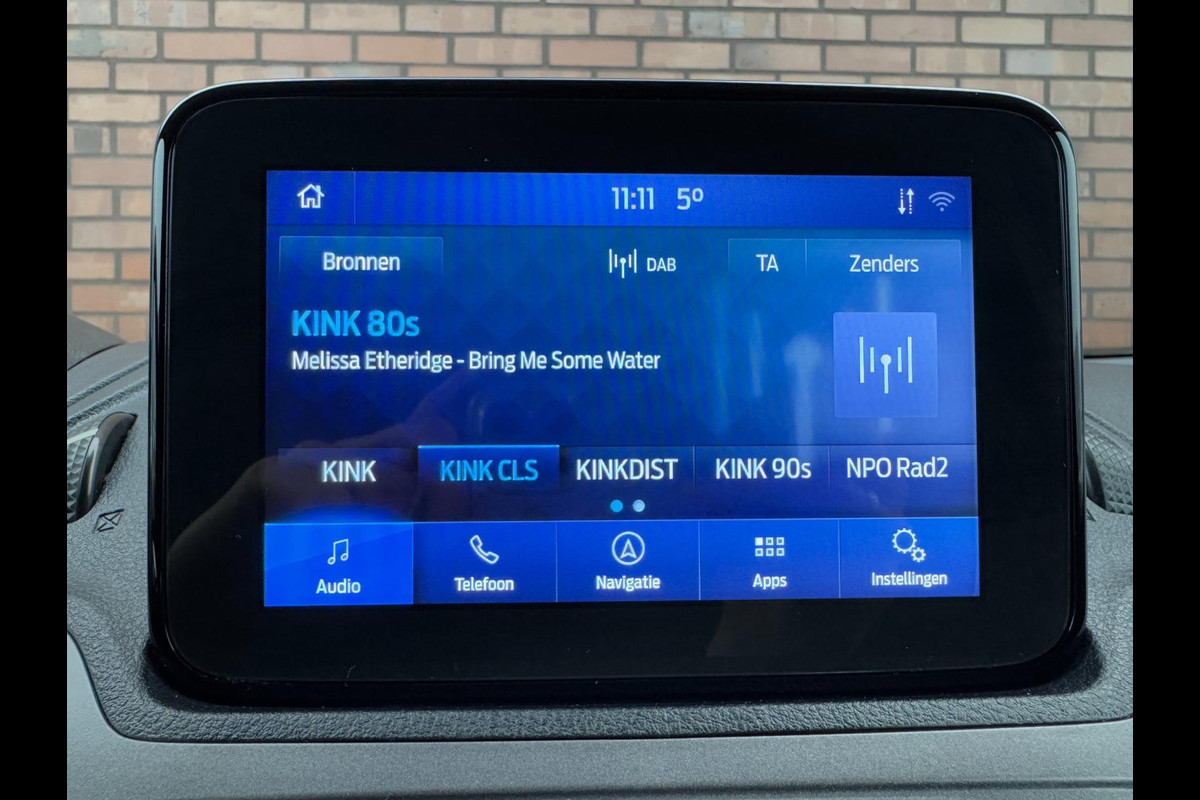 11:11 5º
Bronnen DAB TA Zenders
KINK 80s
Melissa Etheridge - Bring Me Some Water
KINK KINK CLS KINKDIST KINK 90s NPO Rad2
Audio Telefoon Navigatie Apps Instellingen